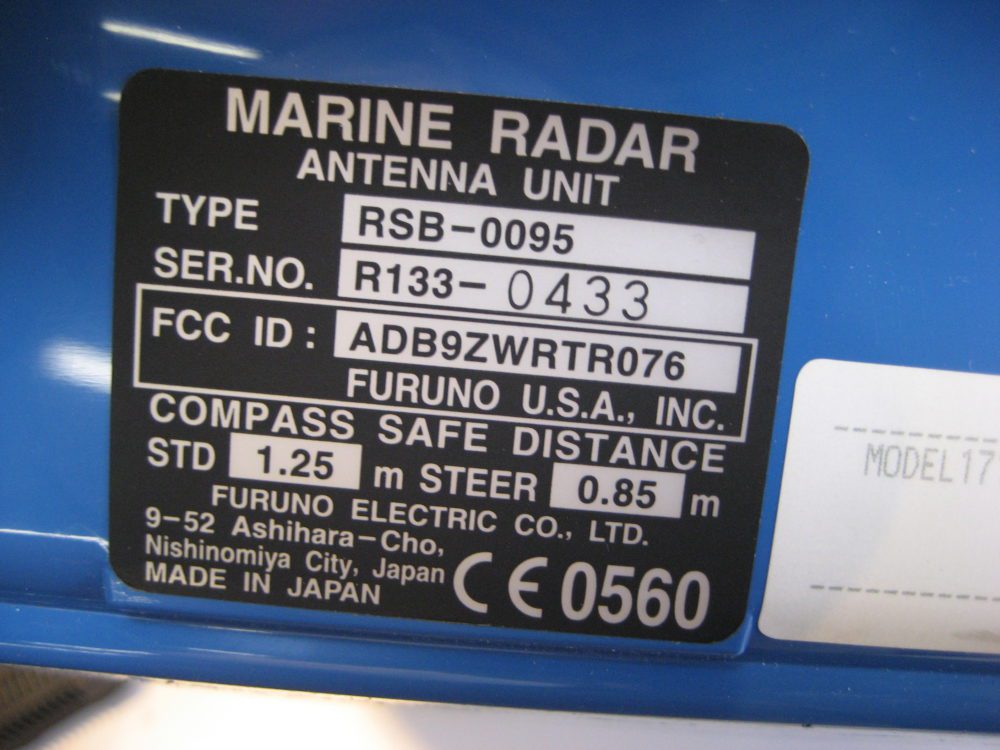 MARINE RADAR
ANTENNA UNIT
TYPE RSB-0095
SER.NO. R133-0433
FCC ID : ADB9ZWRTR076
FURUNO U.S.A., INC.
COMPASS SAFE DISTANCE
STD 1.25 m STEER 0.85 m
FURUNO ELECTRIC CO., LTD.
9-52 Ashihara-Cho,
Nishinomiya City, Japan
MADE IN JAPAN
CE 0560
MODEL17